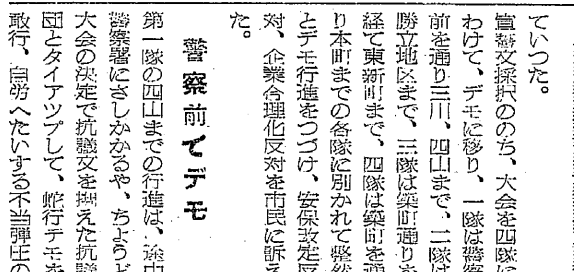 ていつた。
宣誓文採択ののち、大会を四隊に
わけて、デモに移り、一隊は警察
前を通り三川、四山まで、二隊は
勝立地区まで、三隊は築町通りを
経て東新町まで、四隊は築町を通
り本町までの各隊に別かれて整然
とデモ行進をつづけ、安保改定反
対、企業合理化反対を市民に訴え
た。
警察前でデモ
第一隊の四山までの行進は、途中
警察署にさしかかるや、ちようど
大会の決定で抗議文を携えた抗議
団とタイアツプして、蛇行デモを
敢行、自労へたいする不当弾圧の